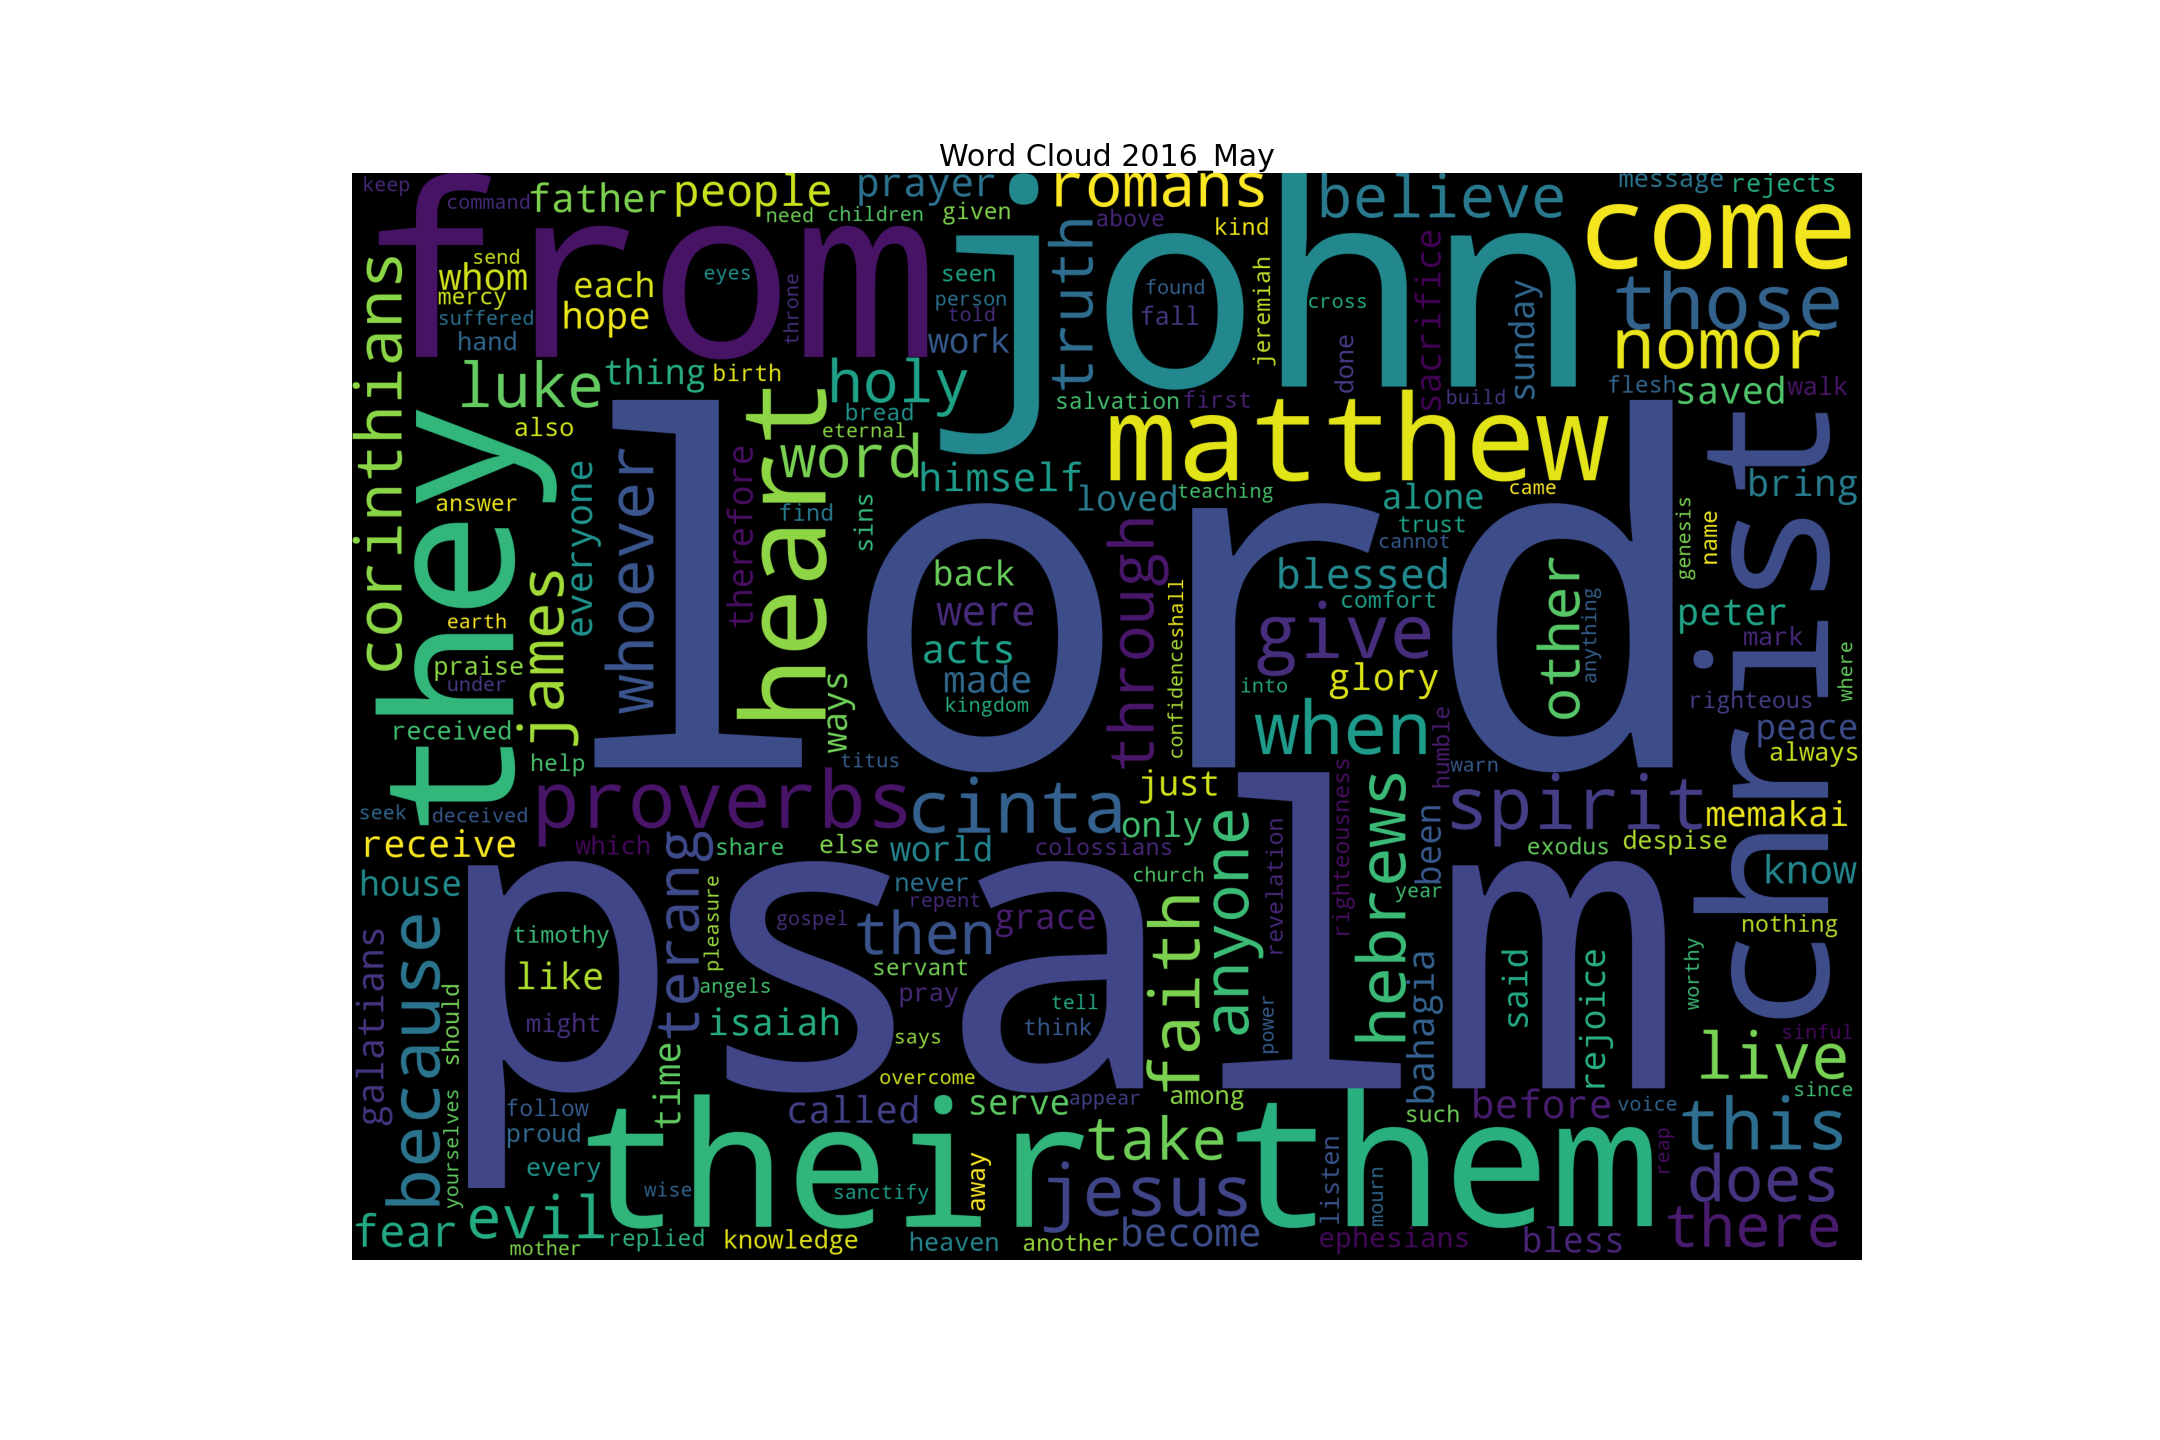 Word Cloud 2016_May
keep
command
father
people
need
children
prayer
given
romans
above
kind
believe
message
rejects
come
from
john
truth
sacrifice
those
send
whom
mercy
suffered
hand
each
hope
eyes
throne
seen
person
told
work
found
fall
jeremiah
cross
done
sunday
nomor
corinthians
luke
thing
birth
holy
bread
eternal
salvation
first
build
flesh
saved
walk
they
also
heart
word
himself
matthew
christ
answer
everyone
whoever
therefore
find
sins
loved
teaching
alone
came
trust
cannot
bring
genesis
name
lord
james
earth
praise
under
received
help
back
were
acts
made
kingdom
ways
titus
through
confidenceshall
blessed
comfort
give
glory
into
when
other
anything
peter
mark
where
righteous
peace
always
humble
warn
seek
deceived
receive
proverbs
cinta
just
only
righteousness
hebrews
been
spirit
memakai
which
share
else
world
colossians
anyone
exodus
despise
house
terang
never
repent
church
year
know
psalm
pleasure
gospel
then
grace
faith
revelation
nothing
galatians
because
timothy
like
might
should
angels
isaiah
servant
pray
tell
think
says
power
bahagia
said
rejoice
worthy
sinful
live
since
time
overcome
yourselves
follow
proud
called
serve
appear
among
such
before
voice
this
every
their
take
them
reap
wise
sanctify
away
jesus
listen
mourn
does
fear
evil
mother
replied
knowledge
heaven
another
become
ephesians
bless
there